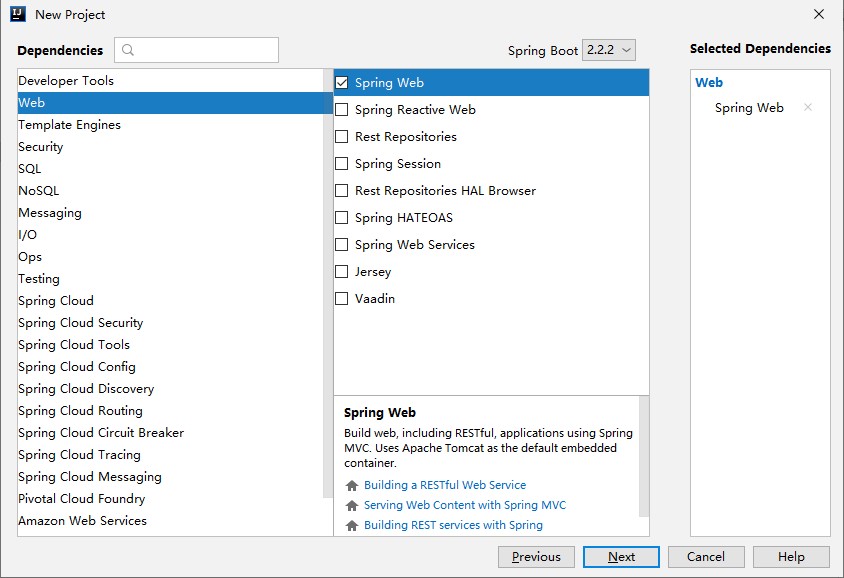 IJ New Project
Dependencies
Spring Boot 2.2.2
Selected Dependencies
Developer Tools
Web
Template Engines
Security
SQL
NoSQL
Messaging
I/O
Ops
Testing
Spring Cloud
Spring Cloud Security
Spring Cloud Tools
Spring Cloud Config
Spring Cloud Discovery
Spring Cloud Routing
Spring Cloud Circuit Breaker
Spring Cloud Tracing
Spring Cloud Messaging
Pivotal Cloud Foundry
Amazon Web Services
Spring Web
Spring Reactive Web
Rest Repositories
Spring Session
Rest Repositories HAL Browser
Spring HATEOAS
Spring Web Services
Jersey
Vaadin
Spring Web
Build web, including RESTful, applications using Spring
MVC. Uses Apache Tomcat as the default embedded
container.
Building a RESTful Web Service
Serving Web Content with Spring MVC
Building REST services with Spring
Web
Spring Web
Previous
Next
Cancel
Help